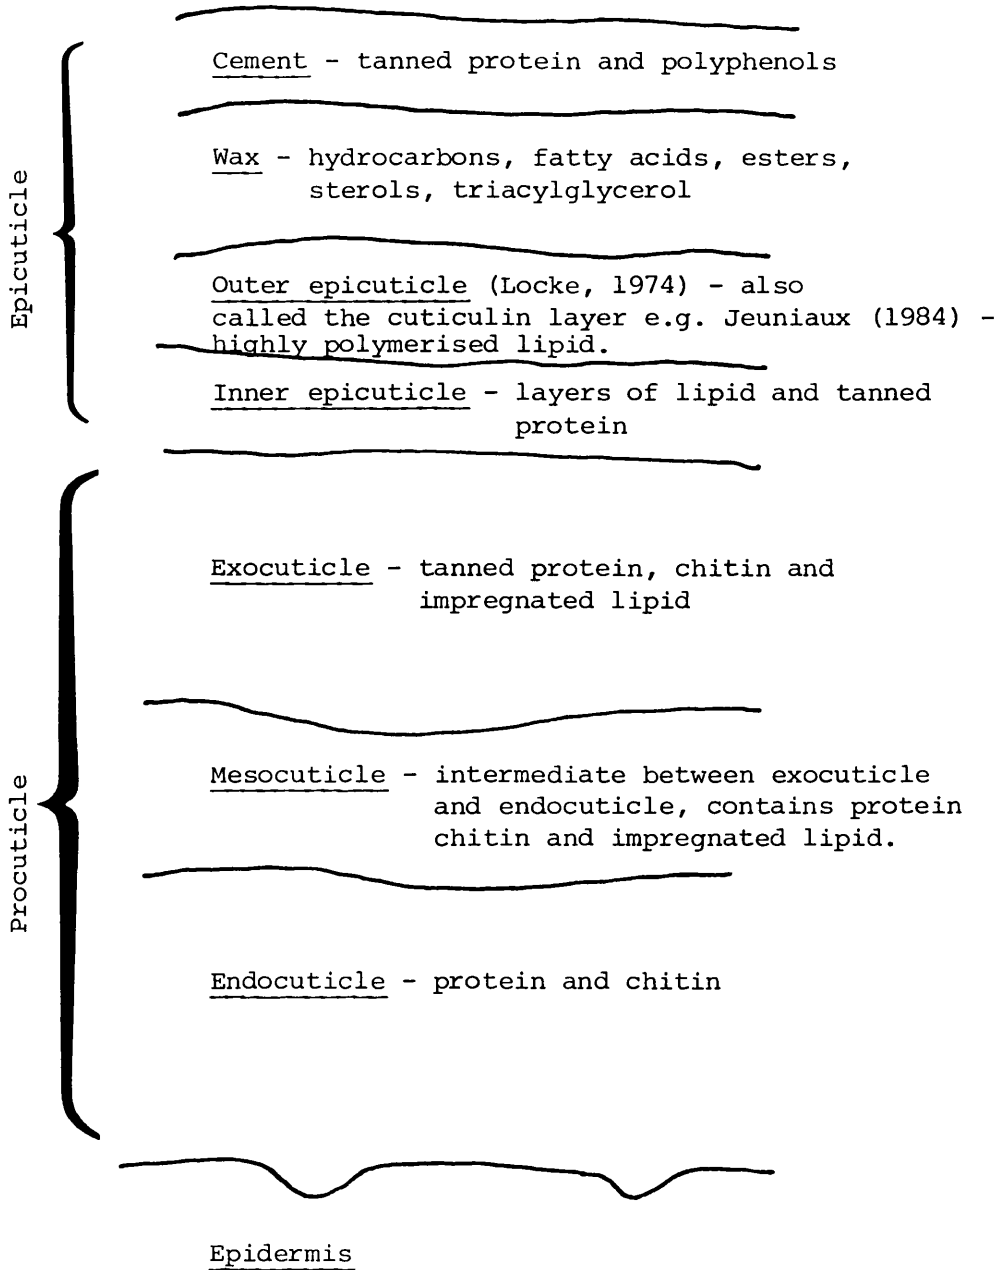 Cement - tanned protein and polyphenols
Wax - hydrocarbons, fatty acids, esters,
sterols, triacylglycerol
Epicuticle
Outer epicuticle (Locke, 1974) - also
called the cuticulin layer e.g. Jeuniaux (1984) -
highly polymerised lipid.
Inner epicuticle - layers of lipid and tanned
protein
Exocuticle - tanned protein, chitin and
impregnated lipid
Mesocuticle - intermediate between exocuticle
and endocuticle, contains protein
chitin and impregnated lipid.
Procuticle
Endocuticle - protein and chitin
Epidermis